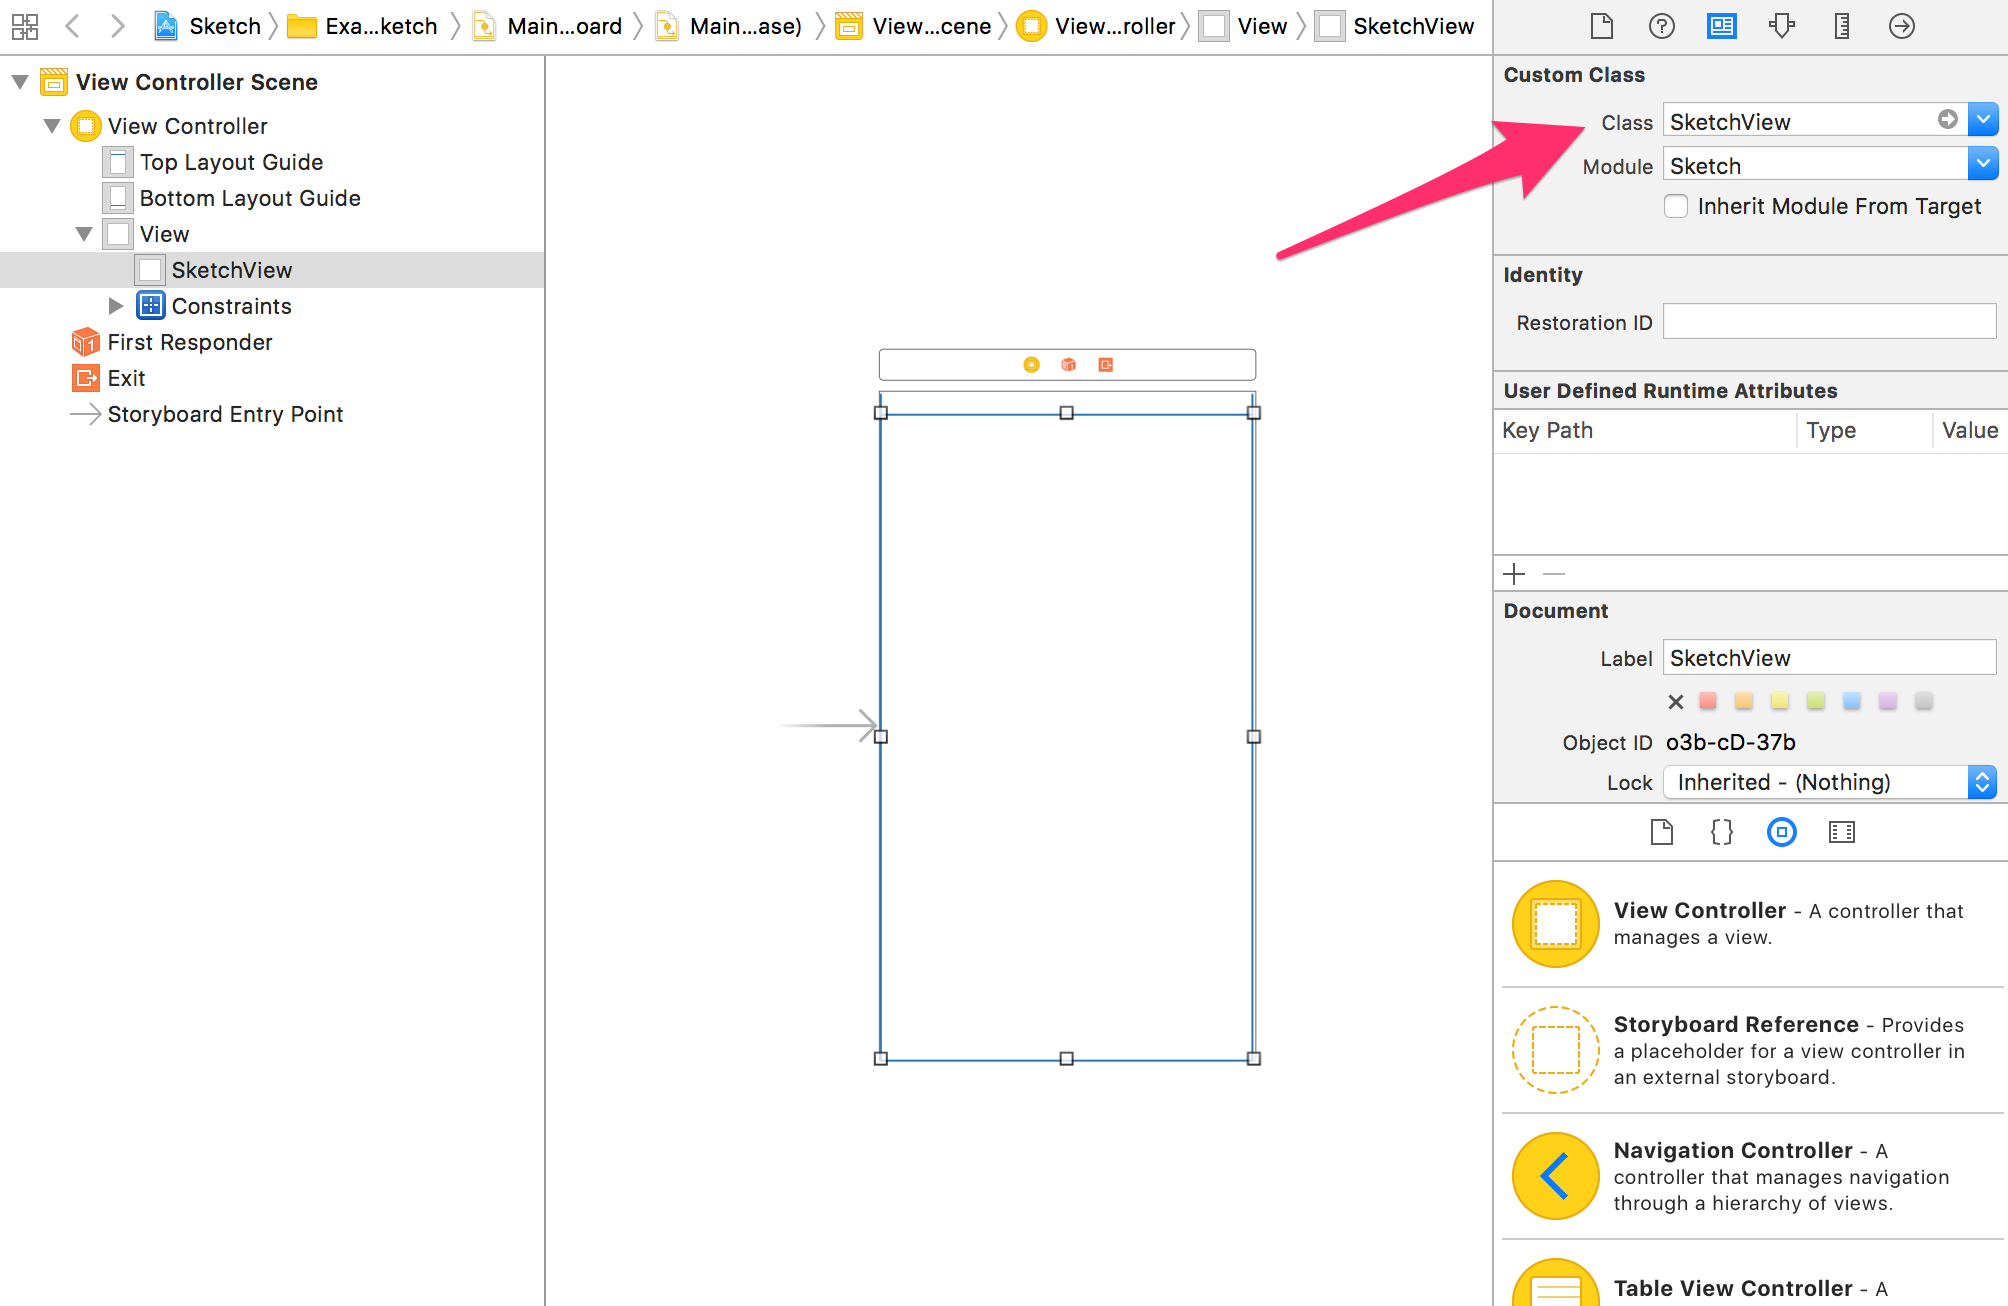 Sketch Exa...ketch Main...oard Main...ase) View...cene View...roller View SketchView
View Controller Scene
View Controller
Top Layout Guide
Bottom Layout Guide
View
SketchView
Constraints
First Responder
Exit
Storyboard Entry Point
Custom Class
Class SketchView
Module Sketch
Inherit Module From Target
Identity
Restoration ID
User Defined Runtime Attributes
Key Path Type Value
Document
Label SketchView
Object ID o3b-cD-37b
Lock Inherited - (Nothing)
View Controller - A controller that
manages a view.
Storyboard Reference - Provides
a placeholder for a view controller in
an external storyboard.
Navigation Controller - A
controller that manages navigation
through a hierarchy of views.
Table View Controller - A